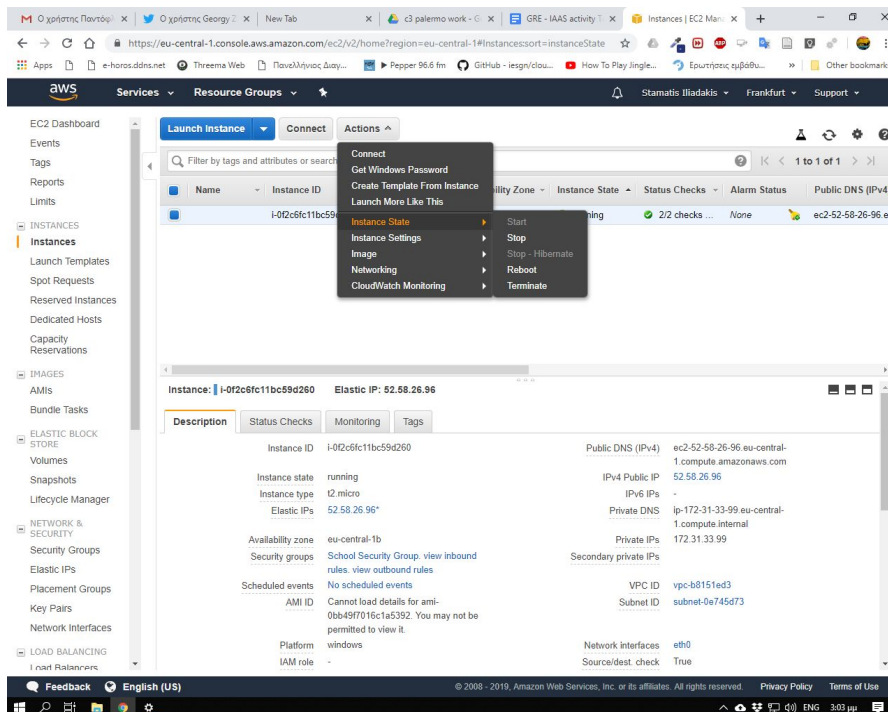 Ο χρήστης Παντόφλ
Ο χρήστης Georgy Z
New Tab
c3 palermo work - G
GRE - IAAS activity T
Instances | EC2 Mana
https://eu-central-1.console.aws.amazon.com/ec2/v2/home?region=eu-central-1#Instances:sort=instanceState
Apps
e-horos.ddns.net
Threema Web
Πανελλήνιος Διαγ...
Pepper 96.6 fm
GitHub - iesgn/clou...
How To Play Jingle...
Ερωτήσεις εμβάθυ...
»
Other bookmark
aws
Services
Resource Groups
Stamatis Iliadakis
Frankfurt
Support
EC2 Dashboard
Events
Tags
Reports
Limits
INSTANCES
Instances
Launch Templates
Spot Requests
Reserved Instances
Dedicated Hosts
Capacity
Reservations
IMAGES
AMIs
Bundle Tasks
ELASTIC BLOCK
STORE
Volumes
Snapshots
Lifecycle Manager
NETWORK &
SECURITY
Security Groups
Elastic IPs
Placement Groups
Key Pairs
Network Interfaces
LOAD BALANCING
Load Balancers
Launch Instance
Connect
Actions
Filter by tags and attributes or search
1 to 1 of 1
Name
Instance ID
ility Zone
Instance State
Status Checks
Alarm Status
Public DNS (IPv4
i-0f2c6fc11bc59
ning
2/2 checks ...
None
ec2-52-58-26-96.e
Connect
Get Windows Password
Create Template From Instance
Launch More Like This
Instance State
Instance Settings
Image
Networking
CloudWatch Monitoring
Start
Stop
Stop - Hibernate
Reboot
Terminate
Instance: i-0f2c6fc11bc59d260 Elastic IP: 52.58.26.96
Description
Status Checks
Monitoring
Tags
Instance ID i-0f2c6fc11bc59d260
Instance state running
Instance type t2.micro
Elastic IPs 52.58.26.96*
Availability zone eu-central-1b
Security groups School Security Group. view inbound
rules. view outbound rules
Scheduled events No scheduled events
AMI ID Cannot load details for ami-
0bb49f7016c1a5392. You may not be
permitted to view it.
Platform windows
IAM role -
Public DNS (IPv4) ec2-52-58-26-96.eu-central-
1.compute.amazonaws.com
IPv4 Public IP 52.58.26.96
IPv6 IPs -
Private DNS ip-172-31-33-99.eu-central-
1.compute.internal
Private IPs 172.31.33.99
Secondary private IPs
VPC ID vpc-b8151ed3
Subnet ID subnet-0e745d73
Network interfaces eth0
Source/dest. check True
Feedback
English (US)
© 2008 - 2019, Amazon Web Services, Inc. or its affiliates. All rights reserved.
Privacy Policy
Terms of Use
ENG
3:03 μμ